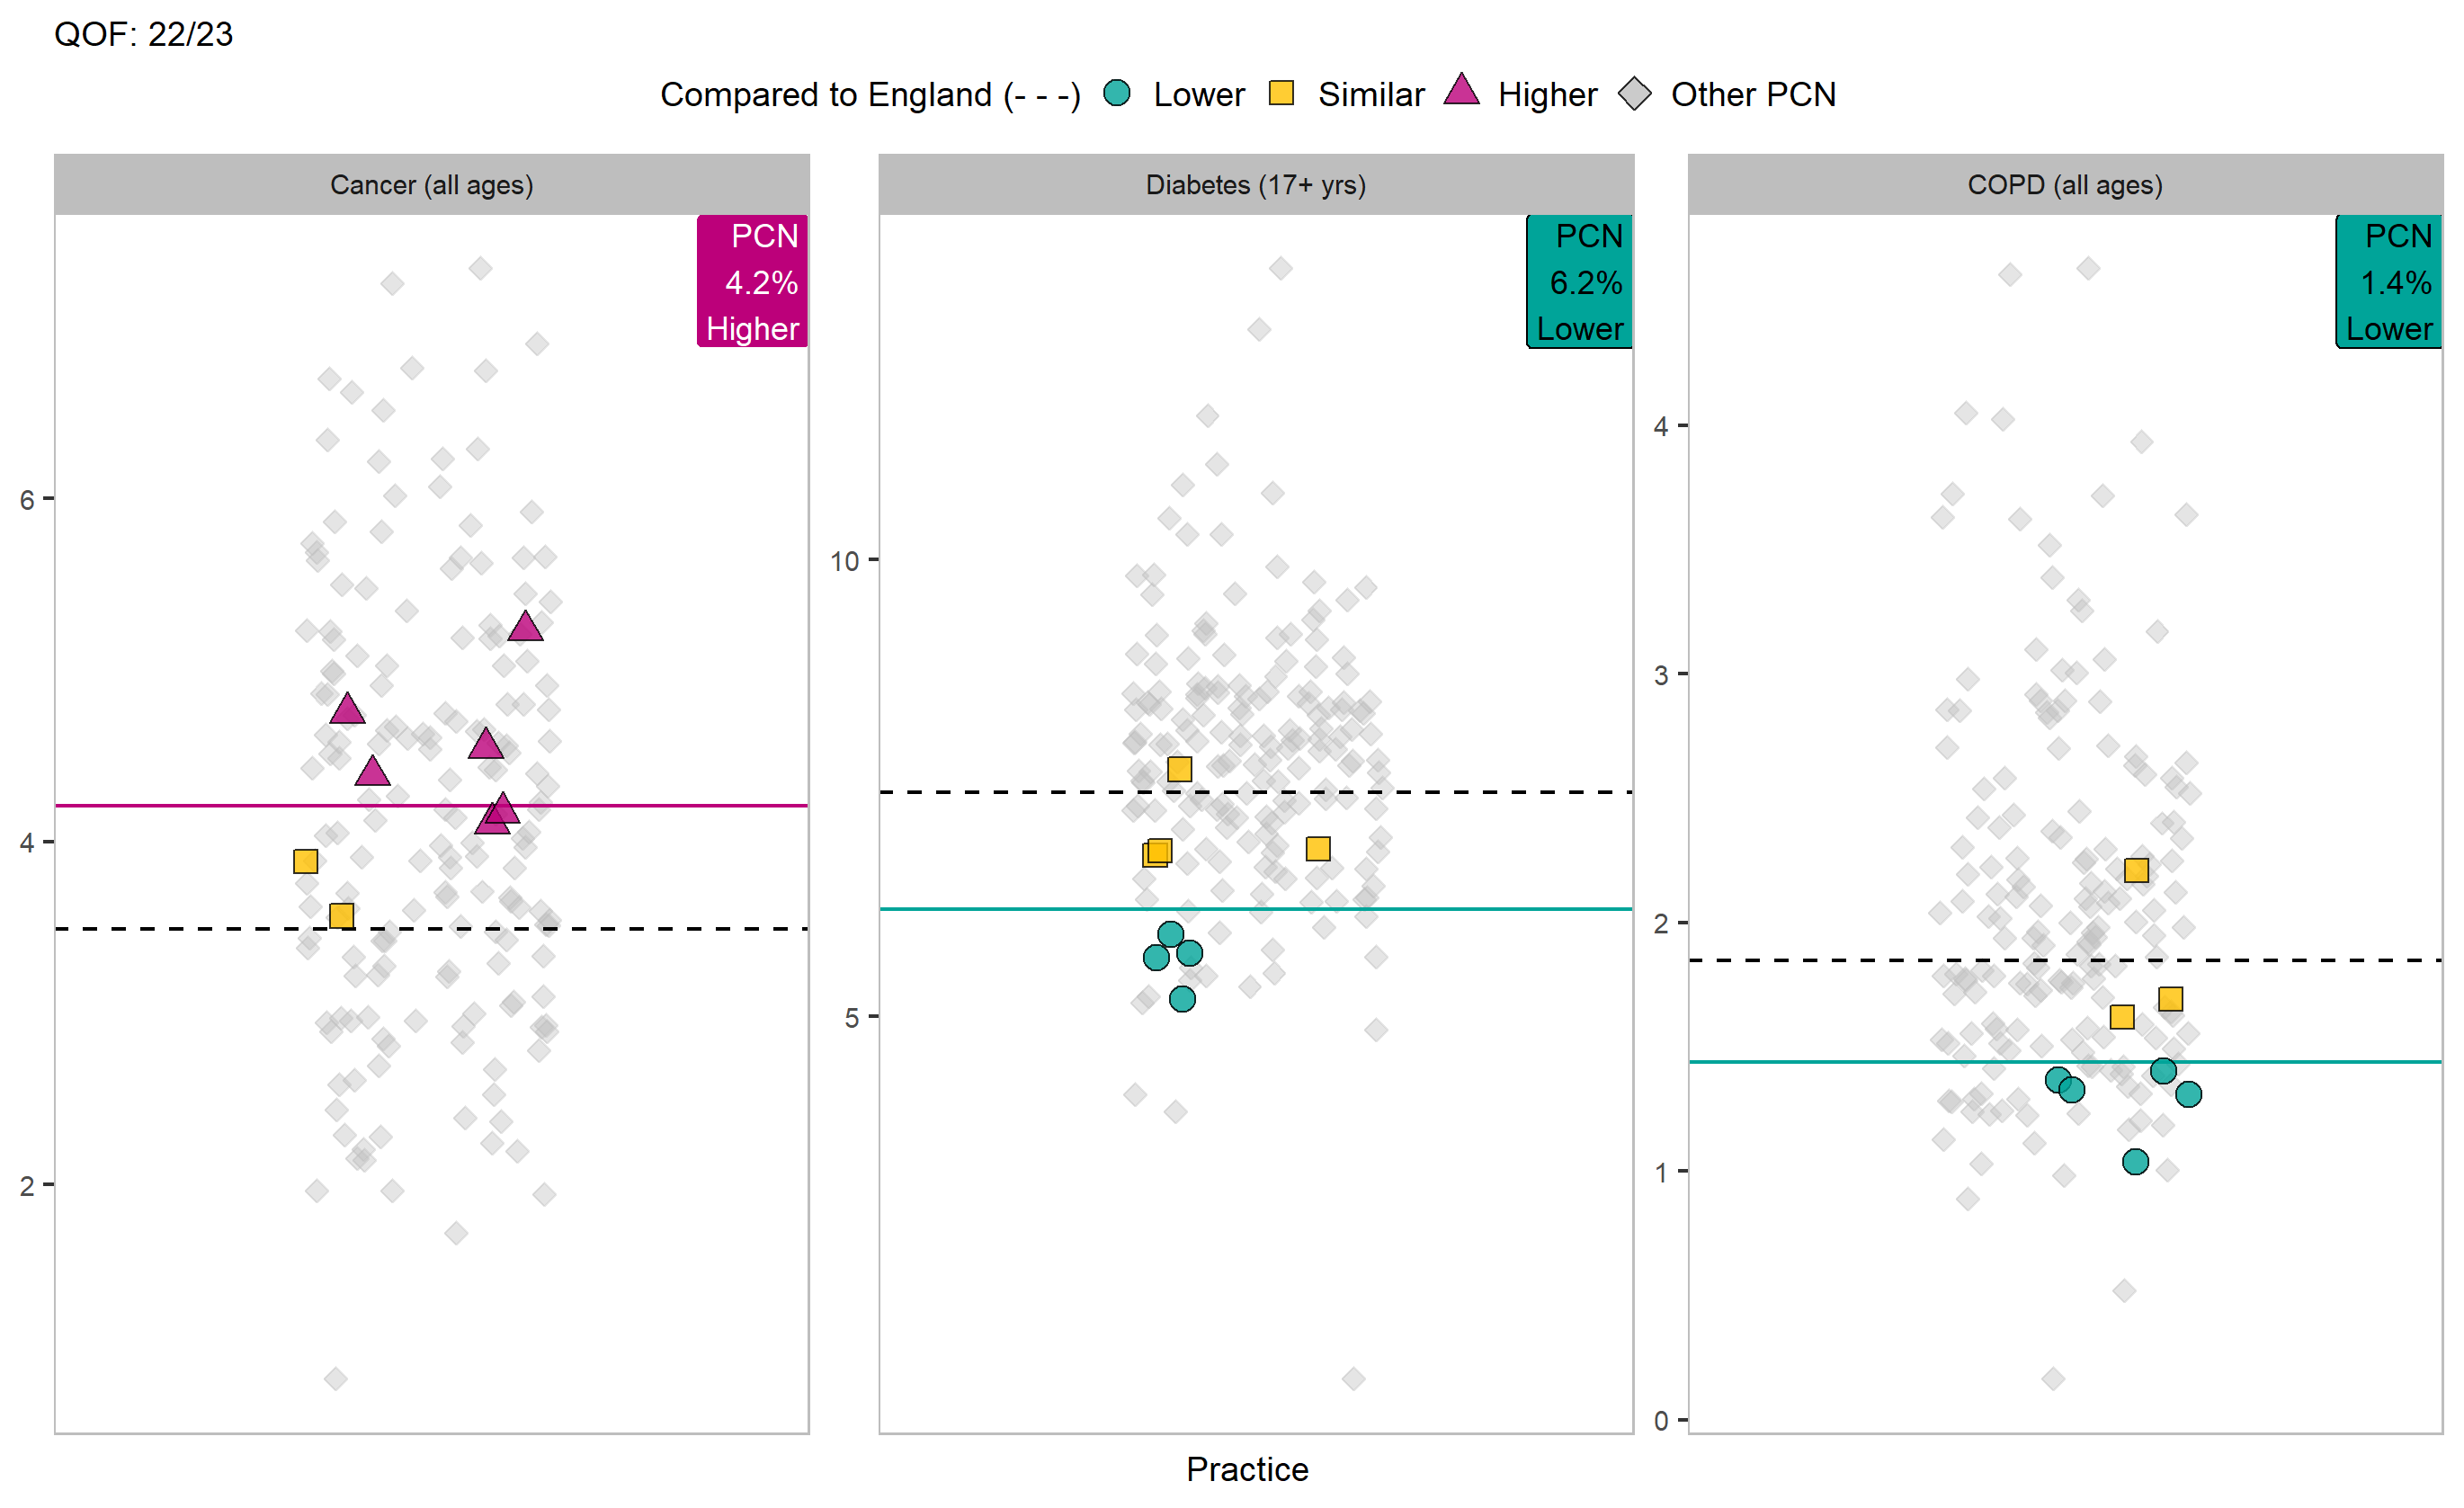 QOF: 22/23
Compared to England (- - -) Lower Similar Higher Other PCN
Cancer (all ages)
PCN
4.2%
Higher
6
4
2
Diabetes (17+ yrs)
PCN
6.2%
Lower
10
5
COPD (all ages)
PCN
1.4%
Lower
4
3
2
1
0
Practice